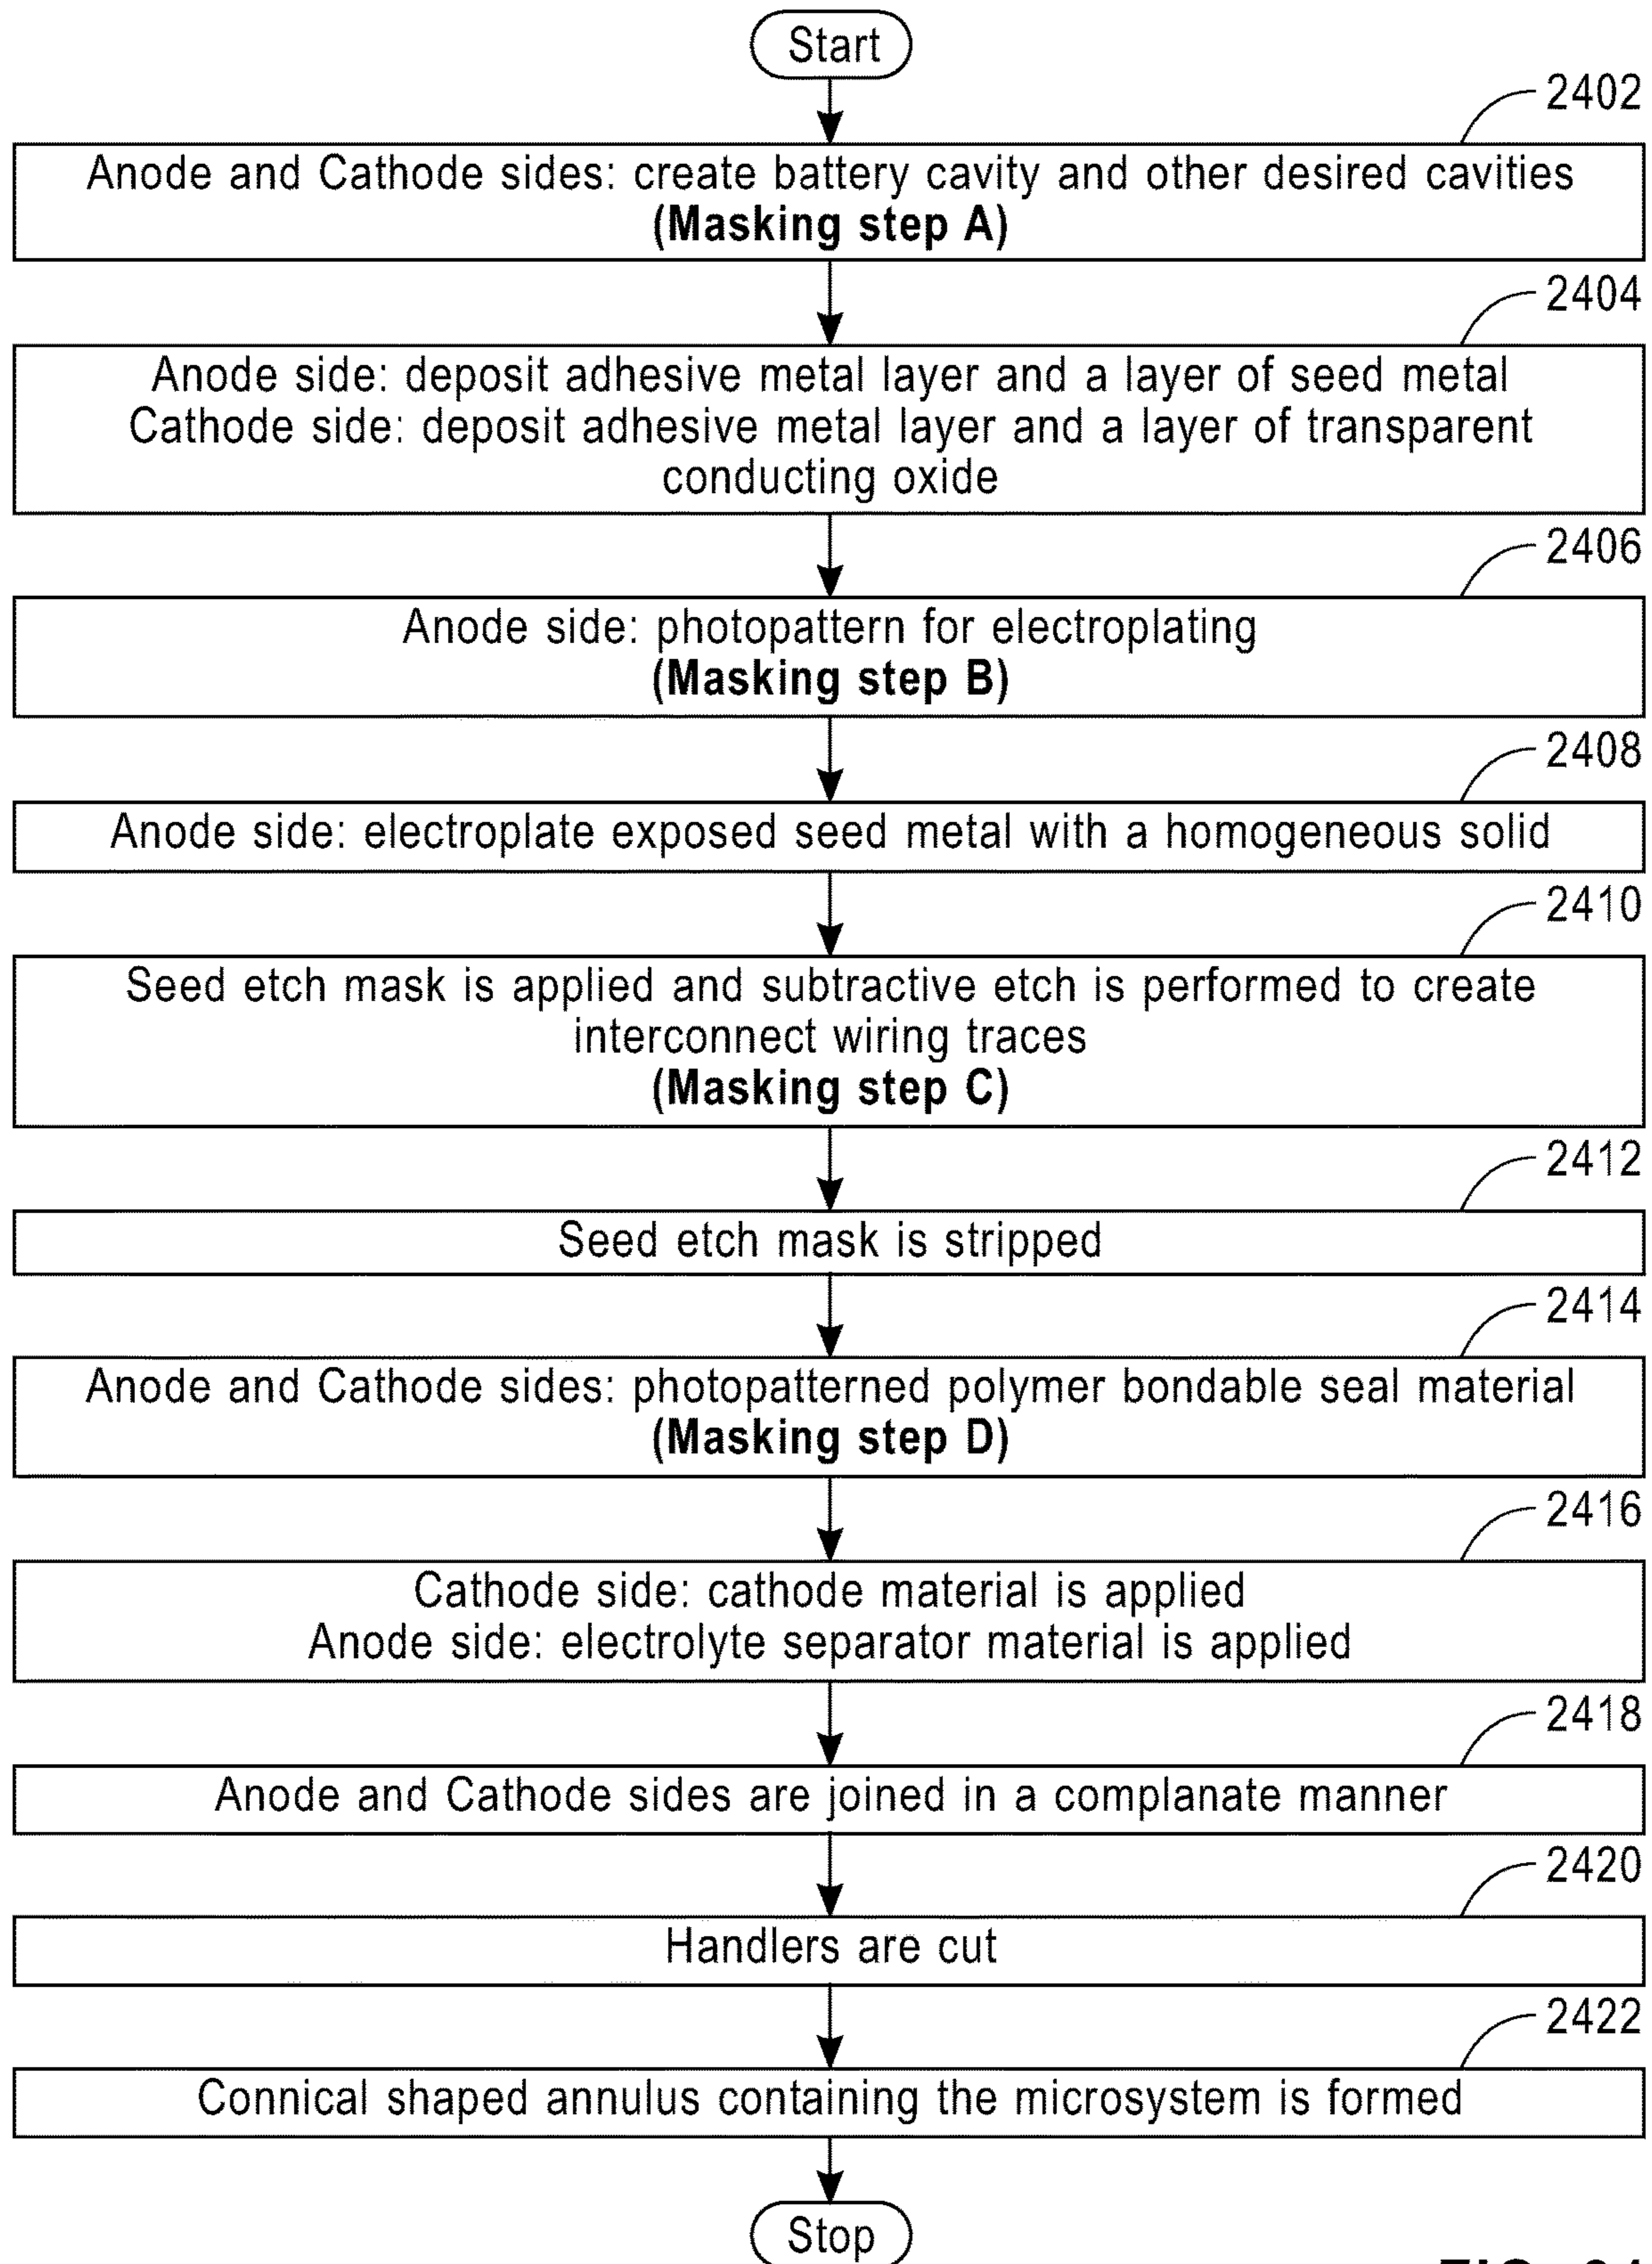 Start
2402
Anode and Cathode sides: create battery cavity and other desired cavities
(Masking step A)
2404
Anode side: deposit adhesive metal layer and a layer of seed metal
Cathode side: deposit adhesive metal layer and a layer of transparent
conducting oxide
2406
Anode side: photopattern for electroplating
(Masking step B)
2408
Anode side: electroplate exposed seed metal with a homogeneous solid
2410
Seed etch mask is applied and subtractive etch is performed to create
interconnect wiring traces
(Masking step C)
2412
Seed etch mask is stripped
2414
Anode and Cathode sides: photopatterned polymer bondable seal material
(Masking step D)
2416
Cathode side: cathode material is applied
Anode side: electrolyte separator material is applied
2418
Anode and Cathode sides are joined in a complanate manner
2420
Handlers are cut
2422
Connical shaped annulus containing the microsystem is formed
Stop